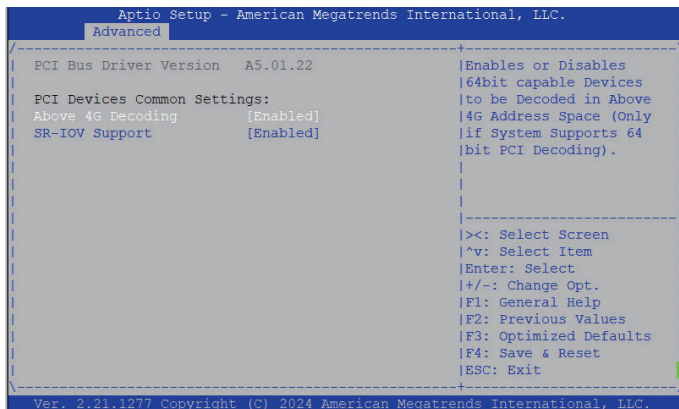 Aptio Setup - American Megatrends International, LLC.
Advanced
PCI Bus Driver Version A5.01.22
PCI Devices Common Settings:
Above 4G Decoding [Enabled]
SR-IOV Support [Enabled]
Enables or Disables
64bit capable Devices
to be Decoded in Above
4G Address Space (Only
if System Supports 64
bit PCI Decoding).
><: Select Screen
^v: Select Item
Enter: Select
+/-: Change Opt.
F1: General Help
F2: Previous Values
F3: Optimized Defaults
F4: Save & Reset
ESC: Exit
Ver. 2.21.1277 Copyright (C) 2024 American Megatrends International, LLC.